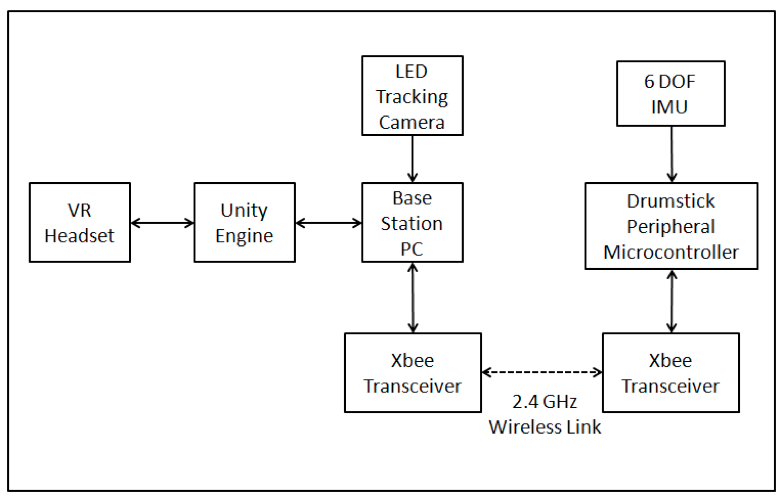 LED
Tracking
Camera
6 DOF
IMU
VR
Headset
Unity
Engine
Base
Station
PC
Drumstick
Peripheral
Microcontroller
Xbee
Transceiver
2.4 GHz
Wireless Link
Xbee
Transceiver